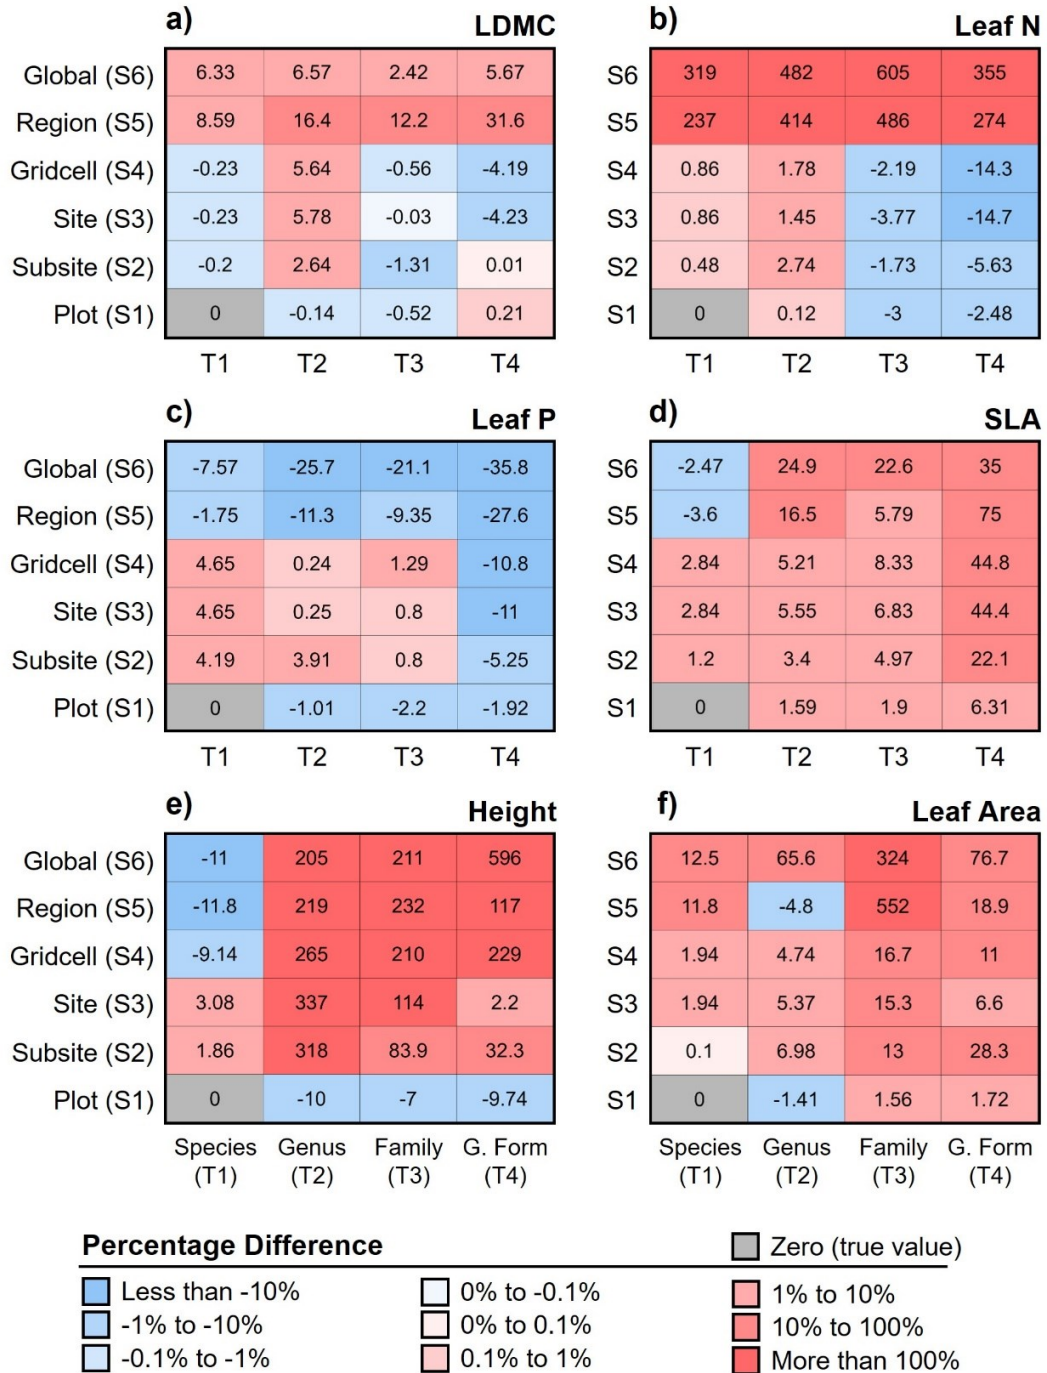 a) LDMC
Global (S6) 6.33 6.57 2.42 5.67
Region (S5) 8.59 16.4 12.2 31.6
Gridcell (S4) -0.23 5.64 -0.56 -4.19
Site (S3) -0.23 5.78 -0.03 -4.23
Subsite (S2) -0.2 2.64 -1.31 0.01
Plot (S1) 0 -0.14 -0.52 0.21
T1 T2 T3 T4
b) Leaf N
S6 319 482 605 355
S5 237 414 486 274
S4 0.86 1.78 -2.19 -14.3
S3 0.86 1.45 -3.77 -14.7
S2 0.48 2.74 -1.73 -5.63
S1 0 0.12 -3 -2.48
T1 T2 T3 T4
c) Leaf P
Global (S6) -7.57 -25.7 -21.1 -35.8
Region (S5) -1.75 -11.3 -9.35 -27.6
Gridcell (S4) 4.65 0.24 1.29 -10.8
Site (S3) 4.65 0.25 0.8 -11
Subsite (S2) 4.19 3.91 0.8 -5.25
Plot (S1) 0 -1.01 -2.2 -1.92
T1 T2 T3 T4
d) SLA
S6 -2.47 24.9 22.6 35
S5 -3.6 16.5 5.79 75
S4 2.84 5.21 8.33 44.8
S3 2.84 5.55 6.83 44.4
S2 1.2 3.4 4.97 22.1
S1 0 1.59 1.9 6.31
T1 T2 T3 T4
e) Height
Global (S6) -11 205 211 596
Region (S5) -11.8 219 232 117
Gridcell (S4) -9.14 265 210 229
Site (S3) 3.08 337 114 2.2
Subsite (S2) 1.86 318 83.9 32.3
Plot (S1) 0 -10 -7 -9.74
Species Genus Family G. Form
(T1) (T2) (T3) (T4)
f) Leaf Area
S6 12.5 65.6 324 76.7
S5 11.8 -4.8 552 18.9
S4 1.94 4.74 16.7 11
S3 1.94 5.37 15.3 6.6
S2 0.1 6.98 13 28.3
S1 0 -1.41 1.56 1.72
Species Genus Family G. Form
(T1) (T2) (T3) (T4)
Percentage Difference
Zero (true value)
Less than -10%
-1% to -10%
-0.1% to -1%
0% to -0.1%
0% to 0.1%
0.1% to 1%
1% to 10%
10% to 100%
More than 100%